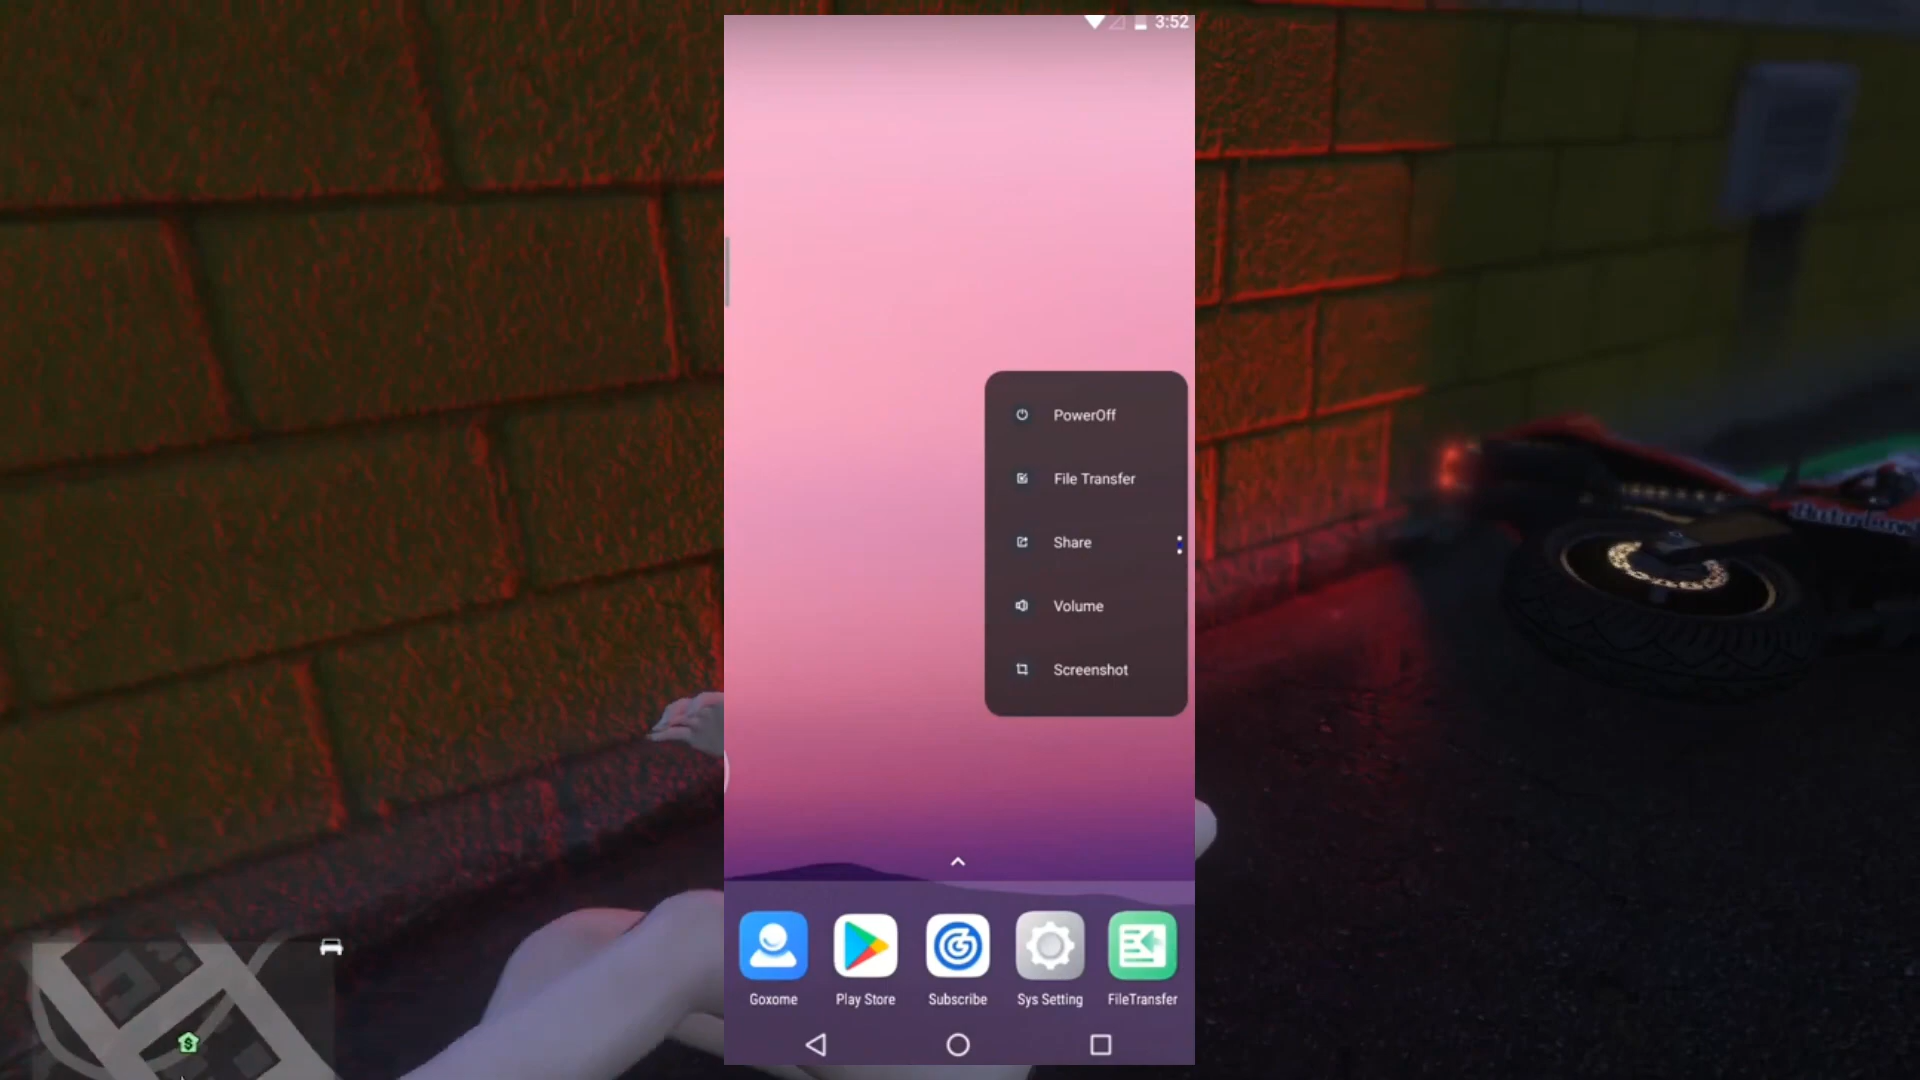 3:52
PowerOff
File Transfer
Share
Volume
Screenshot
Goxome
Play Store
Subscribe
Sys Setting
FileTransfer